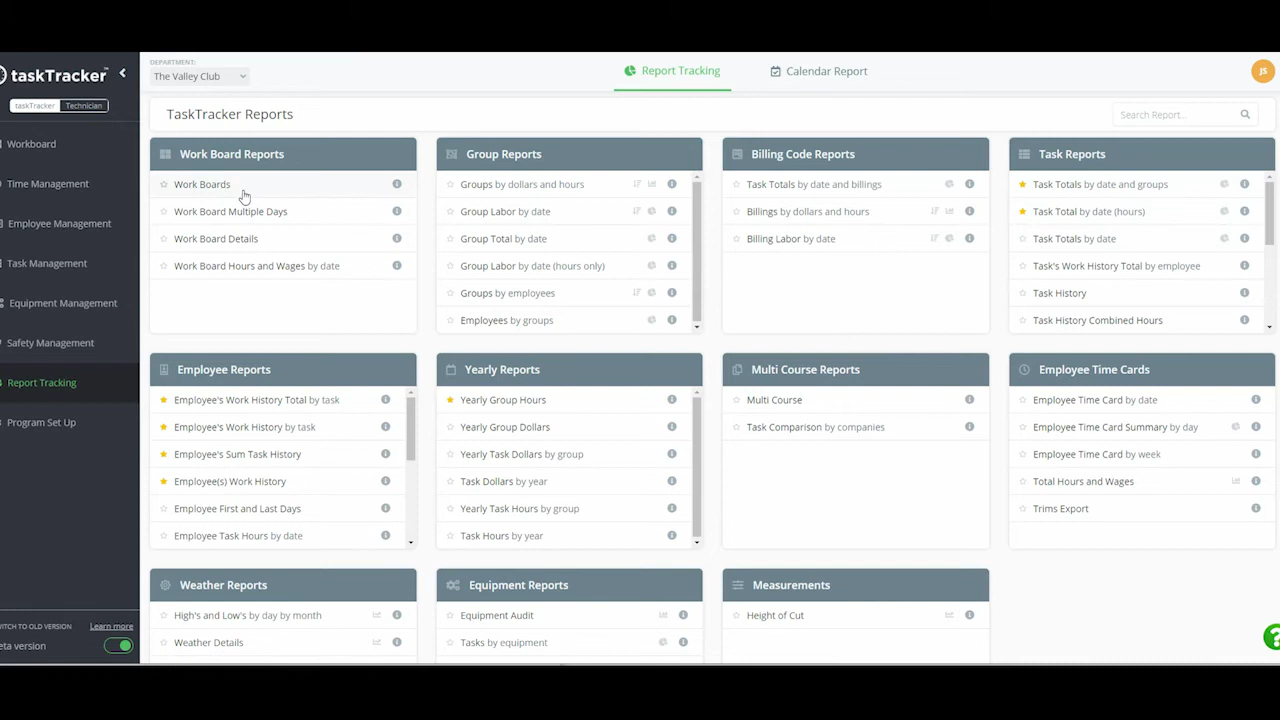 taskTracker™
taskTracker Technician
Workboard
Time Management
Employee Management
Task Management
Equipment Management
Safety Management
Report Tracking
Program Set Up
WITCH TO OLD VERSION Learn more
eta version
DEPARTMENT:
The Valley Club
Report Tracking
Calendar Report
JS
TaskTracker Reports
Search Report...
Work Board Reports
Work Boards
Work Board Multiple Days
Work Board Details
Work Board Hours and Wages by date
Group Reports
Groups by dollars and hours
Group Labor by date
Group Total by date
Group Labor by date (hours only)
Groups by employees
Employees by groups
Billing Code Reports
Task Totals by date and billings
Billings by dollars and hours
Billing Labor by date
Task Reports
Task Totals by date and groups
Task Total by date (hours)
Task Totals by date
Task's Work History Total by employee
Task History
Task History Combined Hours
Employee Reports
Employee's Work History Total by task
Employee's Work History by task
Employee's Sum Task History
Employee(s) Work History
Employee First and Last Days
Employee Task Hours by date
Yearly Reports
Yearly Group Hours
Yearly Group Dollars
Yearly Task Dollars by group
Task Dollars by year
Yearly Task Hours by group
Task Hours by year
Multi Course Reports
Multi Course
Task Comparison by companies
Employee Time Cards
Employee Time Card by date
Employee Time Card Summary by day
Employee Time Card by week
Total Hours and Wages
Trims Export
Weather Reports
High's and Low's by day by month
Weather Details
Equipment Reports
Equipment Audit
Tasks by equipment
Measurements
Height of Cut
?